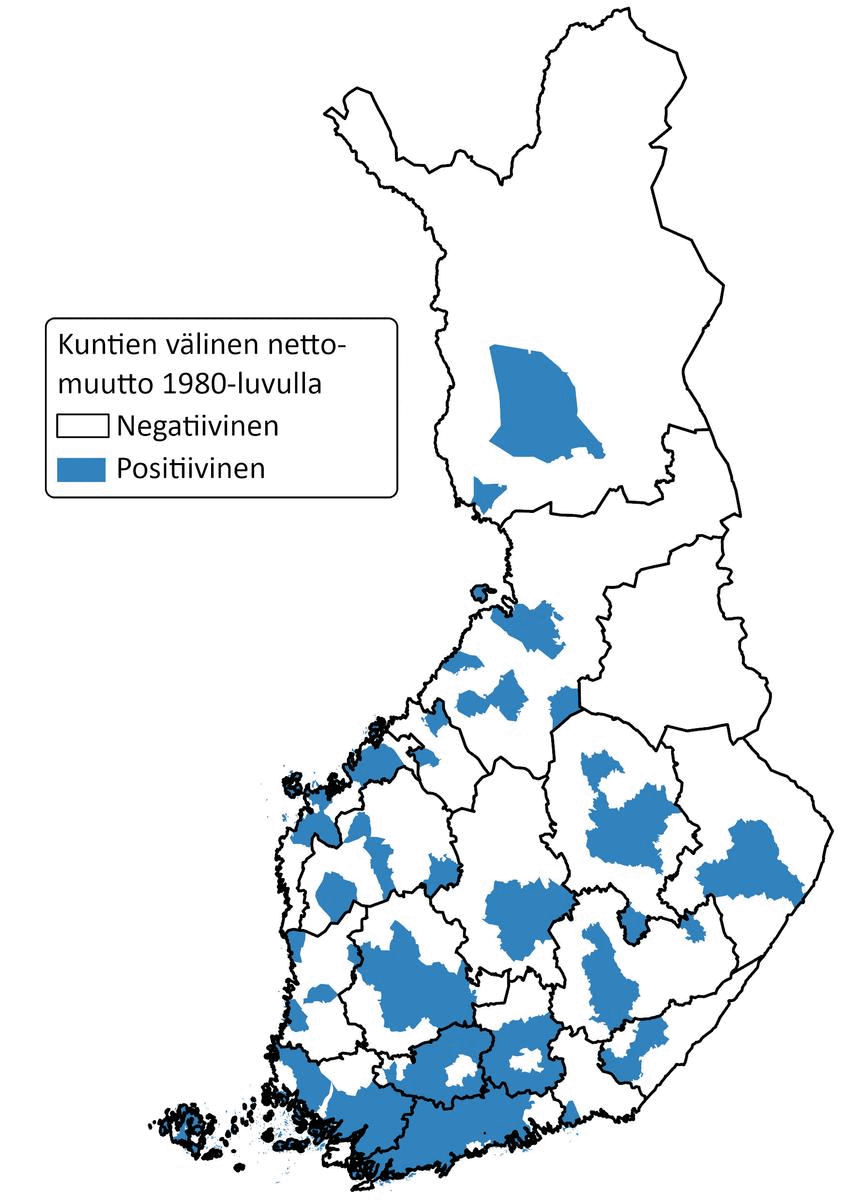 Kuntien välinen netto-
muutto 1980-luvulla
Negatiivinen
Positiivinen